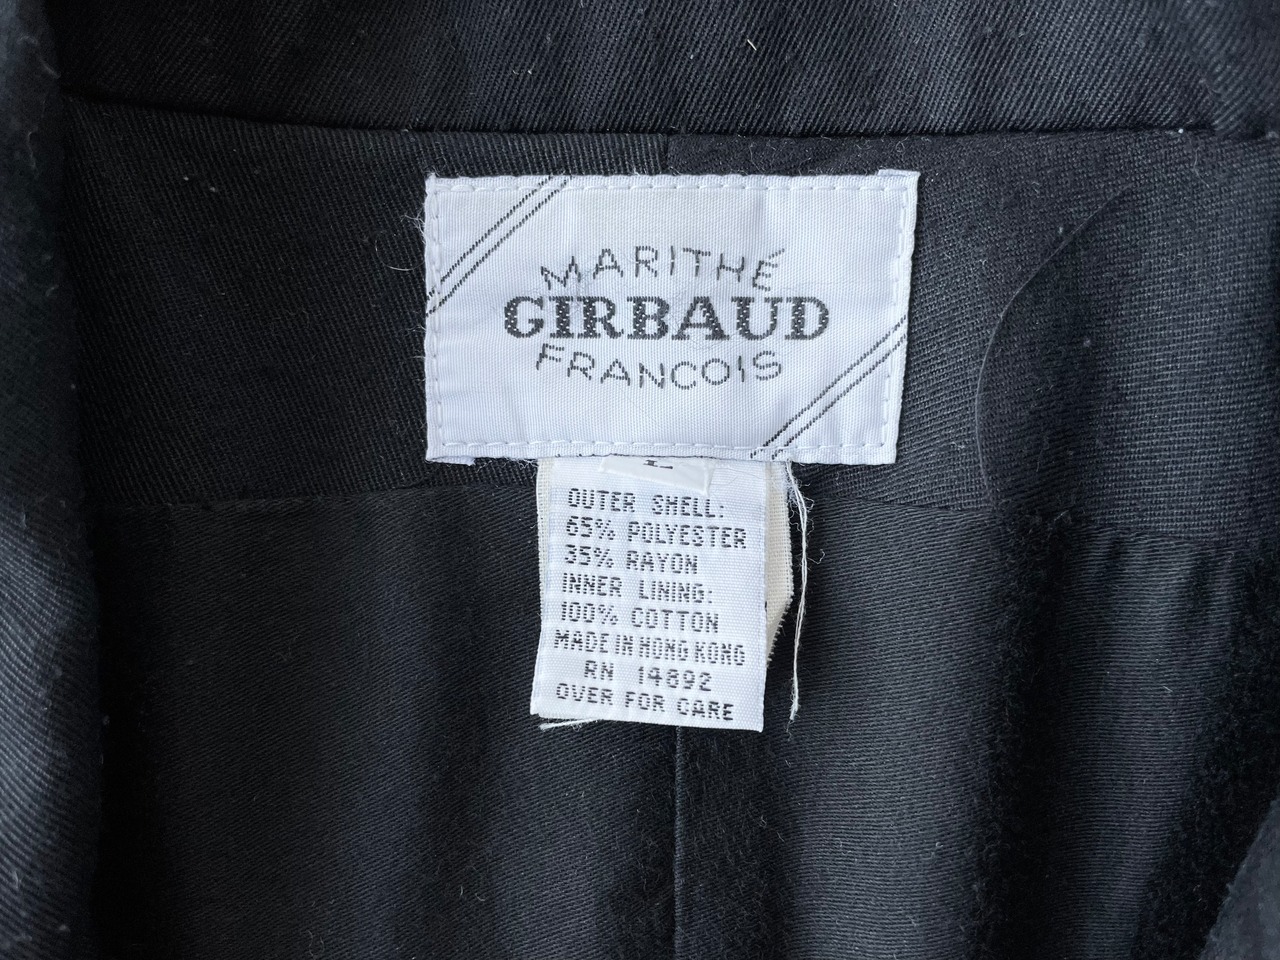 MARITHÉ
GIRBAUD
FRANCOIS
OUTER SHELL:
65% POLYESTER
35% RAYON
INNER LINING:
100% COTTON
MADE IN HONG KONG
RN 14892
OVER FOR CARE